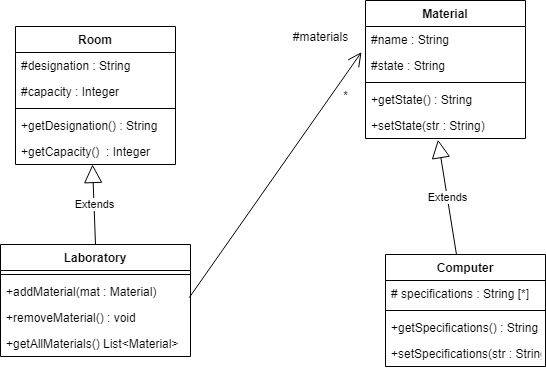 Material
#name : String
#state : String
+getState() : String
+setState(str : String)
#materials
*
Room
#designation : String
#capacity : Integer
+getDesignation() : String
+getCapacity() : Integer
Extends
Extends
Laboratory
+addMaterial(mat : Material)
+removeMaterial() : void
+getAllMaterials() List<Material>
Computer
# specifications : String [*]
+getSpecifications() : String
+setSpecifications(str : Strin